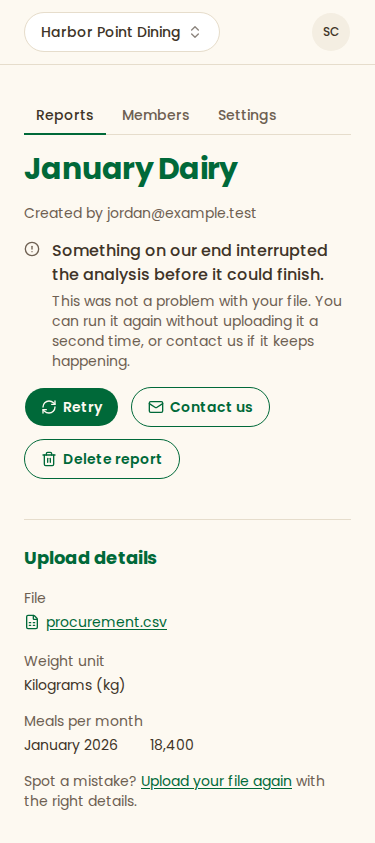 Harbor Point Dining
SC
Reports Members Settings
January Dairy
Created by jordan@example.test
Something on our end interrupted
the analysis before it could finish.
This was not a problem with your file. You
can run it again without uploading it a
second time, or contact us if it keeps
happening.
Retry
Contact us
Delete report
Upload details
File
procurement.csv
Weight unit
Kilograms (kg)
Meals per month
January 2026 18,400
Spot a mistake? Upload your file again with
the right details.